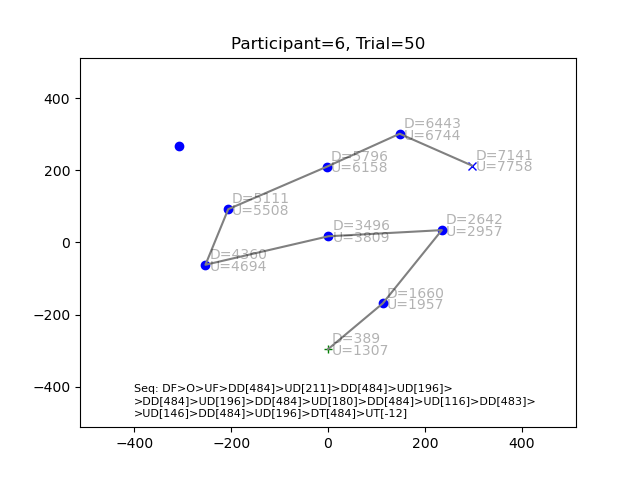 Participant=6, Trial=50
400
200
0
−200
−400
D=6443
U=6744
D=5796
U=6158
D=7141
U=7758
D=5111
U=5508
D=2642
U=2957
D=3496
U=3809
D=4366
U=4694
D=1660
U=1957
D=389
U=1307
Seq: DF>O>UF>DD[484]>UD[211]>DD[484]>UD[196]>
>DD[484]>UD[196]>DD[484]>UD[180]>DD[484]>UD[116]>DD[483]>
>UD[146]>DD[484]>UD[196]>DT[484]>UT[-12]
−400 −200 0 200 400